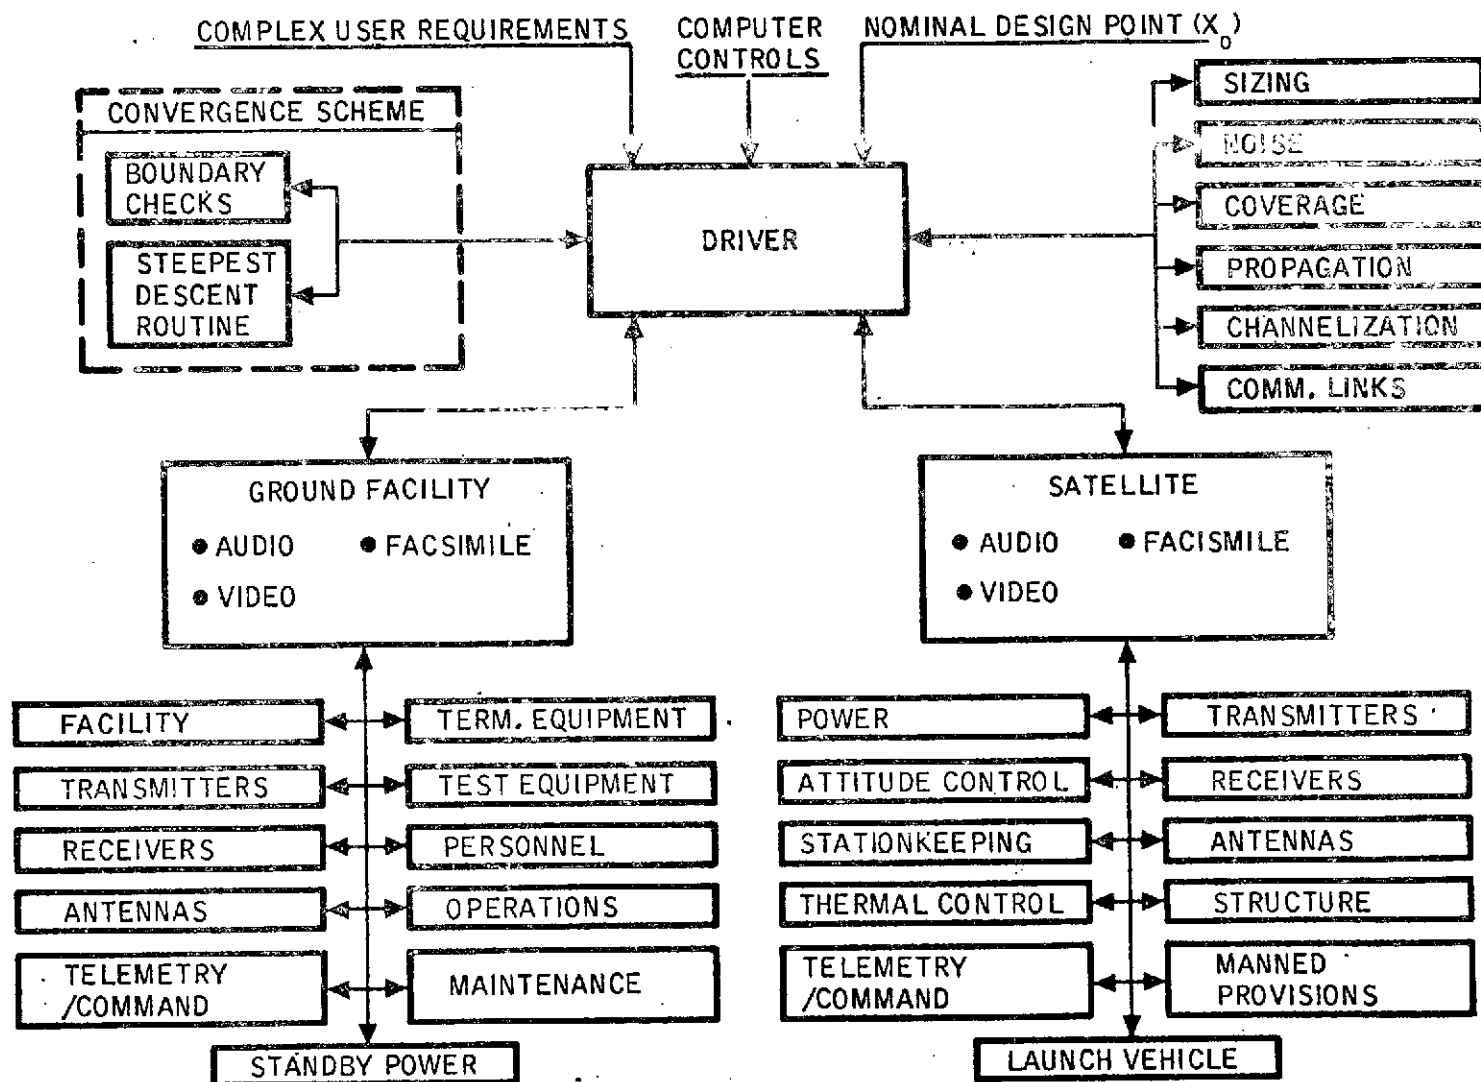 COMPLEX USER REQUIREMENTS
COMPUTER
CONTROLS
NOMINAL DESIGN POINT (X₀)
CONVERGENCE SCHEME
BOUNDARY
CHECKS
STEEPEST
DESCENT
ROUTINE
DRIVER
SIZING
NOISE
COVERAGE
PROPAGATION
CHANNELIZATION
COMM. LINKS
GROUND FACILITY
● AUDIO
● FACSIMILE
● VIDEO
SATELLITE
● AUDIO
● FACISMILE
● VIDEO
FACILITY
TERM. EQUIPMENT
TRANSMITTERS
TEST EQUIPMENT
RECEIVERS
PERSONNEL
ANTENNAS
OPERATIONS
TELEMETRY
/COMMAND
MAINTENANCE
STANDBY POWER
POWER
TRANSMITTERS
ATTITUDE CONTROL
RECEIVERS
STATIONKEEPING
ANTENNAS
THERMAL CONTROL
STRUCTURE
TELEMETRY
/COMMAND
MANNED
PROVISIONS
LAUNCH VEHICLE